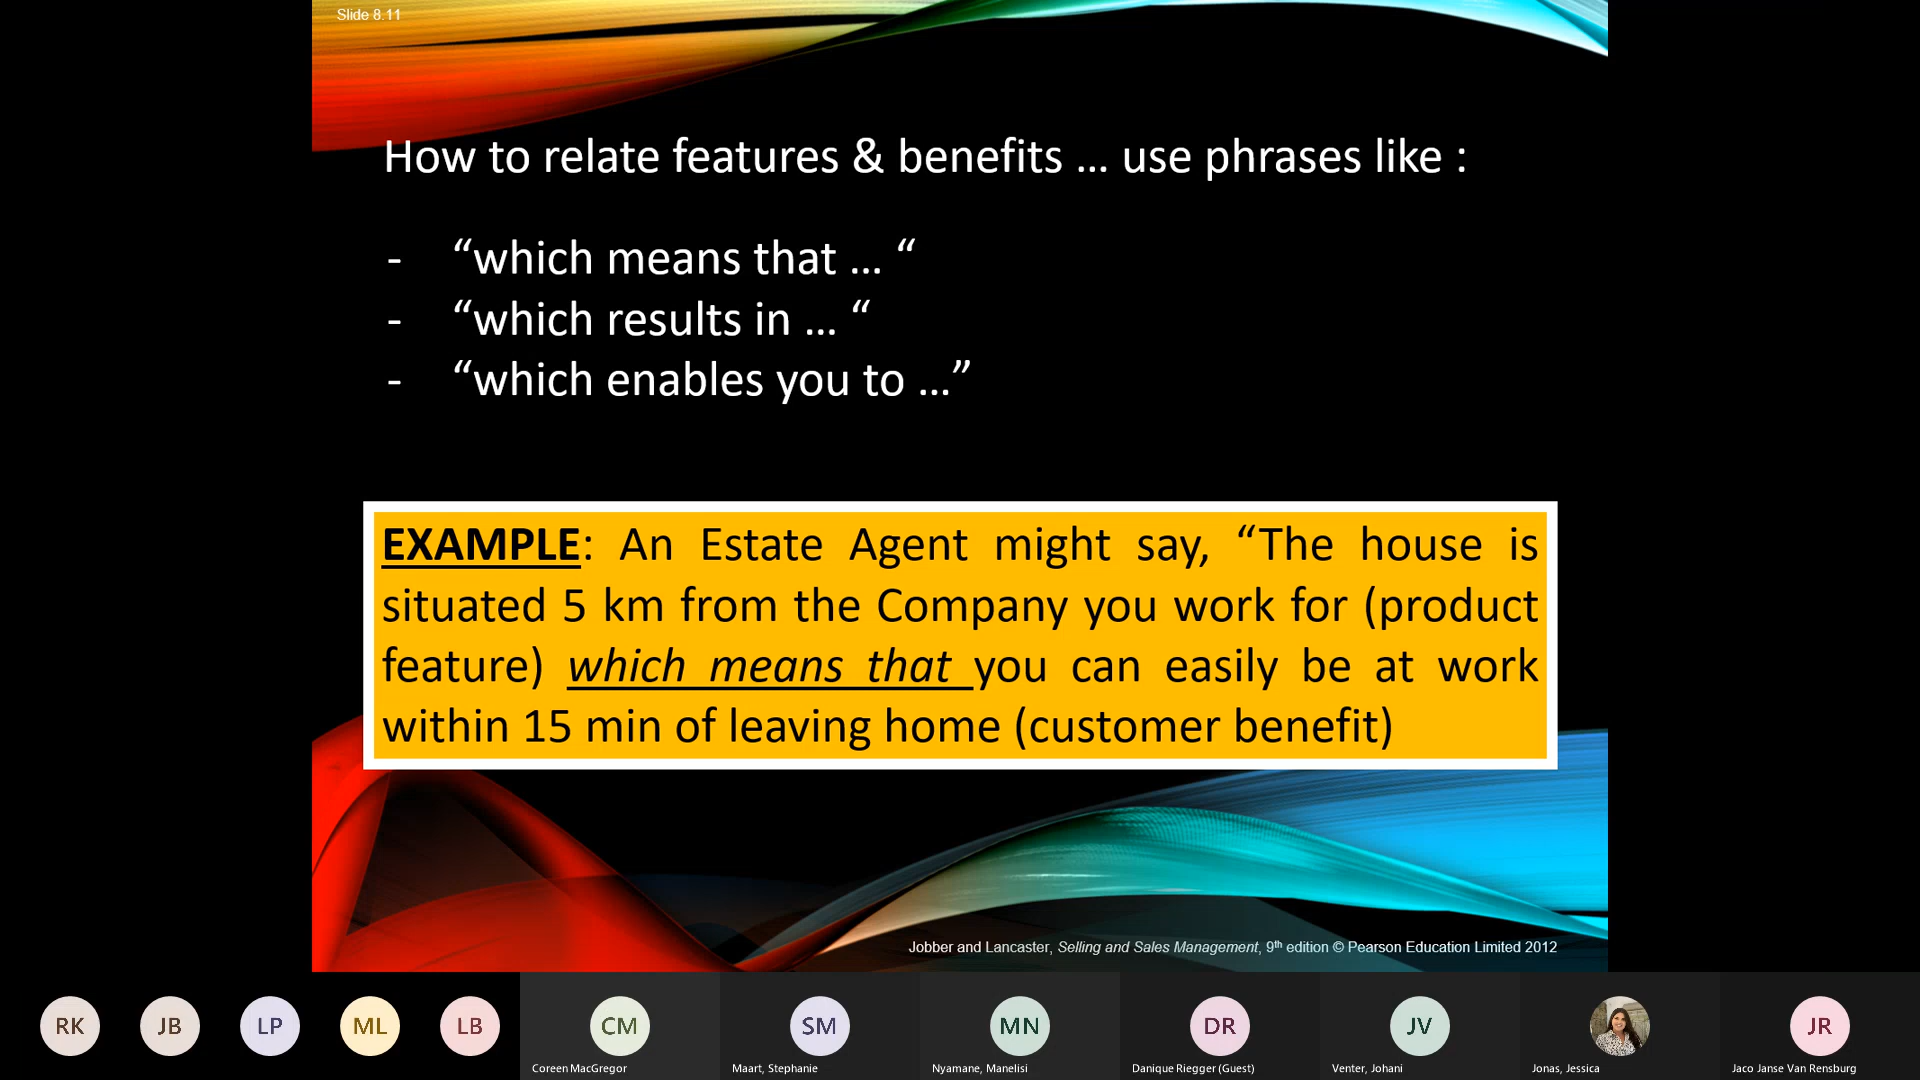 Slide 8.11
How to relate features & benefits … use phrases like :
- “which means that … “
- “which results in … “
- “which enables you to …”
EXAMPLE: An Estate Agent might say, “The house is
situated 5 km from the Company you work for (product
feature) which means that you can easily be at work
within 15 min of leaving home (customer benefit)
Jobber and Lancaster, Selling and Sales Management, 9th edition © Pearson Education Limited 2012
RK JB LP ML LB CM SM MN DR JV JR
Coreen MacGregor Maart, Stephanie Nyamane, Manelisi Danique Riegger (Guest) Venter, Johani Jonas, Jessica Jaco Janse Van Rensburg